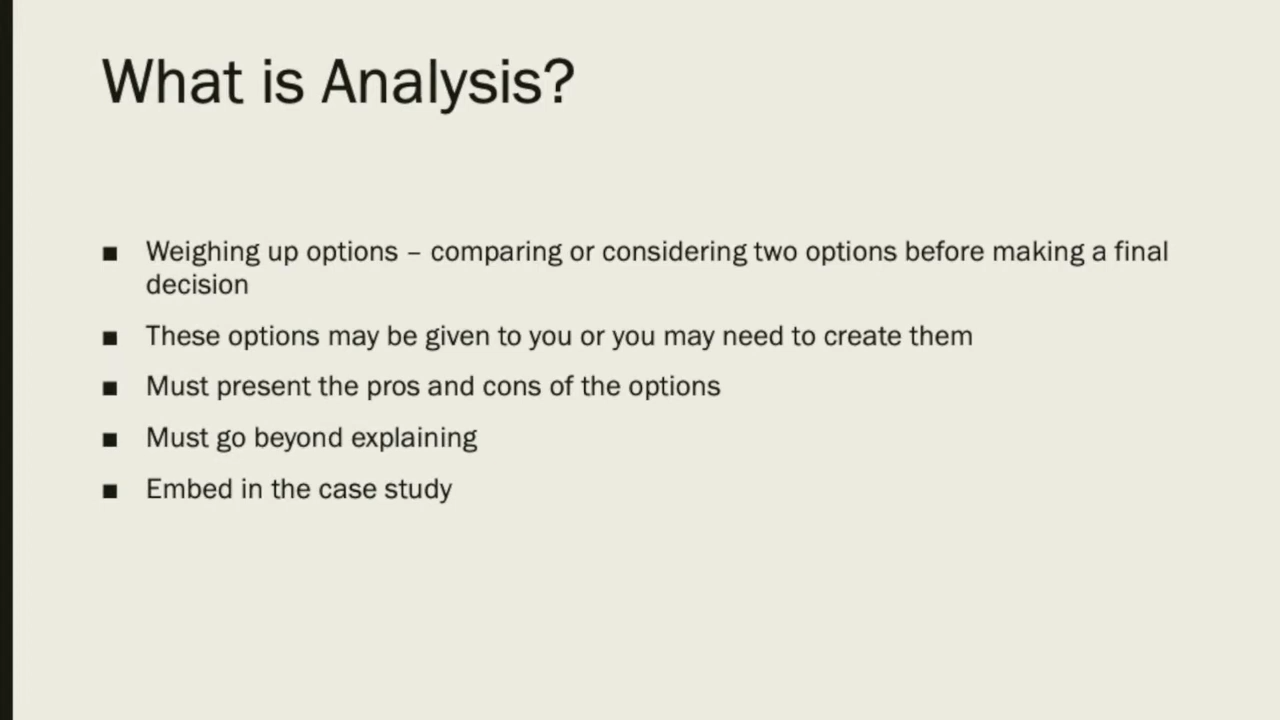 What is Analysis?
■ Weighing up options – comparing or considering two options before making a final
decision
■ These options may be given to you or you may need to create them
■ Must present the pros and cons of the options
■ Must go beyond explaining
■ Embed in the case study